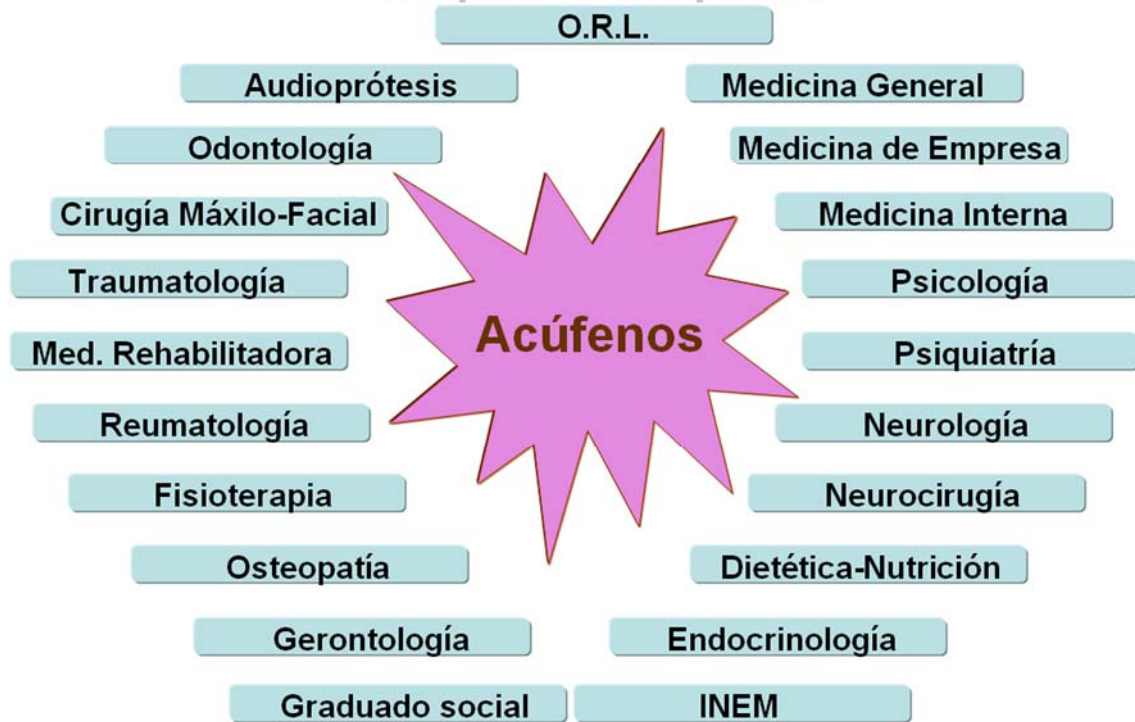 O.R.L.
Audioprótesis
Medicina General
Odontología
Medicina de Empresa
Cirugía Máxilo-Facial
Medicina Interna
Traumatología
Psicología
Acúfenos
Med. Rehabilitadora
Psiquiatría
Reumatología
Neurología
Fisioterapia
Neurocirugía
Osteopatía
Dietética-Nutrición
Gerontología
Endocrinología
Graduado social
INEM